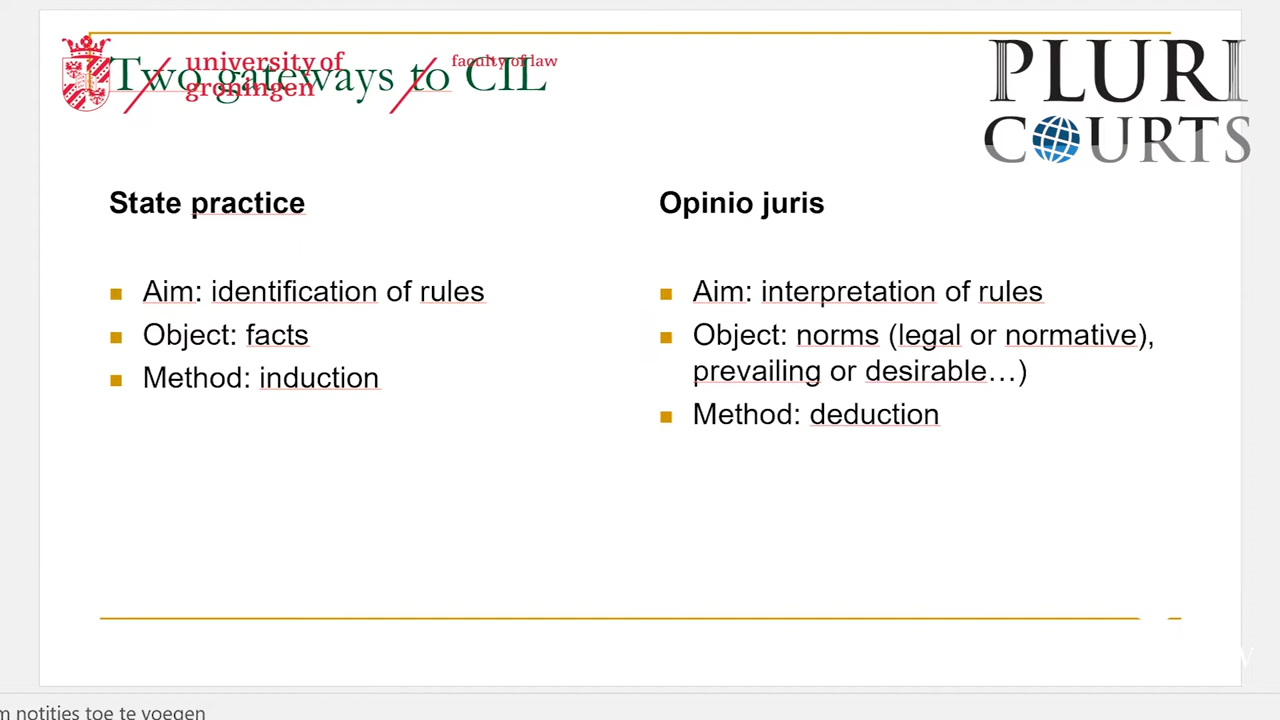 university of
groningen
faculty of law
Two gateways to CIL
PLURI
COURTS
State practice
Aim: identification of rules
Object: facts
Method: induction
Opinio juris
Aim: interpretation of rules
Object: norms (legal or normative),
prevailing or desirable…)
Method: deduction
notities toe te voegen